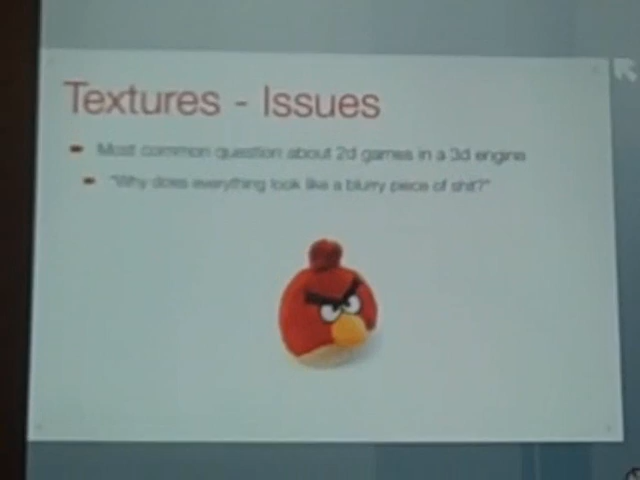 Textures - Issues
Most common question about 2d games in a 3d engine
"Why does everything look like a blurry piece of shit?"